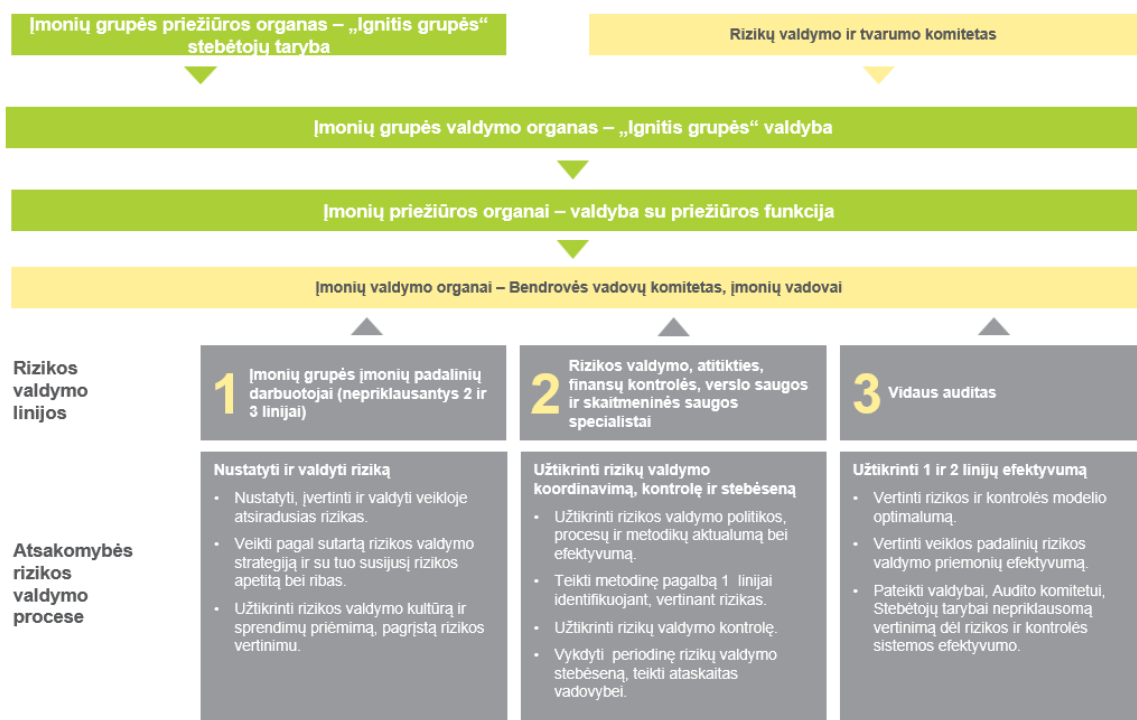 Įmonių grupės priežiūros organas – „Ignitis grupės“
stebėtojų taryba
Rizikų valdymo ir tvarumo komitetas
Įmonių grupės valdymo organas – „Ignitis grupės“ valdyba
Įmonių priežiūros organai – valdyba su priežiūros funkcija
Įmonių valdymo organai – Bendrovės vadovų komitetas, įmonių vadovai
Rizikos
valdymo
linijos
1
Įmonių grupės įmonių padalinių
darbuotojai (nepriklausantys 2 ir
3 linijai)
2
Rizikos valdymo, atitikties,
finansų kontrolės, verslo saugos
ir skaitmeninės saugos
specialistai
3
Vidaus auditas
Atsakomybės
rizikos
valdymo
procese
Nustatyti ir valdyti riziką
• Nustatyti, įvertinti ir valdyti veikloje
atsiradusias rizikas.
• Veikti pagal sutartą rizikos valdymo
strategiją ir su tuo susijusį rizikos
apetitą bei ribas.
• Užtikrinti rizikos valdymo kultūrą ir
sprendimų priėmimą, pagrįstą rizikos
vertinimu.
Užtikrinti rizikų valdymo
koordinavimą, kontrolę ir stebėseną
• Užtikrinti rizikos valdymo politikos,
procesų ir metodikų aktualumą bei
efektyvumą.
• Teikti metodinę pagalbą 1 linijai
identifikuojant, vertinant rizikas.
• Užtikrinti rizikų valdymo kontrolę.
• Vykdyti periodinę rizikų valdymo
stebėseną, teikti ataskaitas
vadovybei.
Užtikrinti 1 ir 2 linijų efektyvumą
• Vertinti rizikos ir kontrolės modelio
optimalumą.
• Vertinti veiklos padalinių rizikos
valdymo priemonių efektyvumą.
• Pateikti valdybai, Audito komitetui,
Stebėtojų tarybai nepriklausomą
vertinimą dėl rizikos ir kontrolės
sistemos efektyvumo.